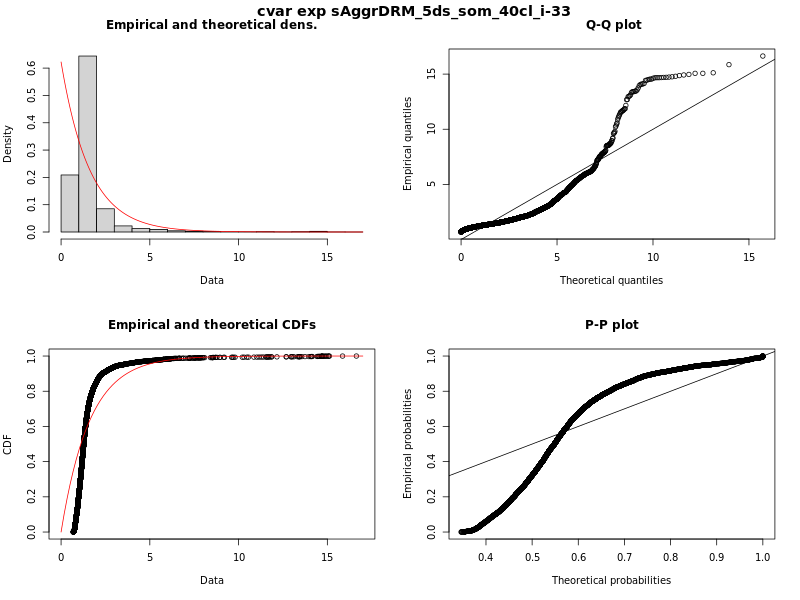 cvar exp sAggrDRM_5ds_som_40cl_i-33
Empirical and theoretical dens.
Density
0.0 0.1 0.2 0.3 0.4 0.5 0.6
0 5 10 15
Data
Q-Q plot
Empirical quantiles
5 10 15
0 5 10 15
Theoretical quantiles
Empirical and theoretical CDFs
CDF
0.0 0.2 0.4 0.6 0.8 1.0
0 5 10 15
Data
P-P plot
Empirical probabilities
0.0 0.2 0.4 0.6 0.8 1.0
0.4 0.5 0.6 0.7 0.8 0.9 1.0
Theoretical probabilities